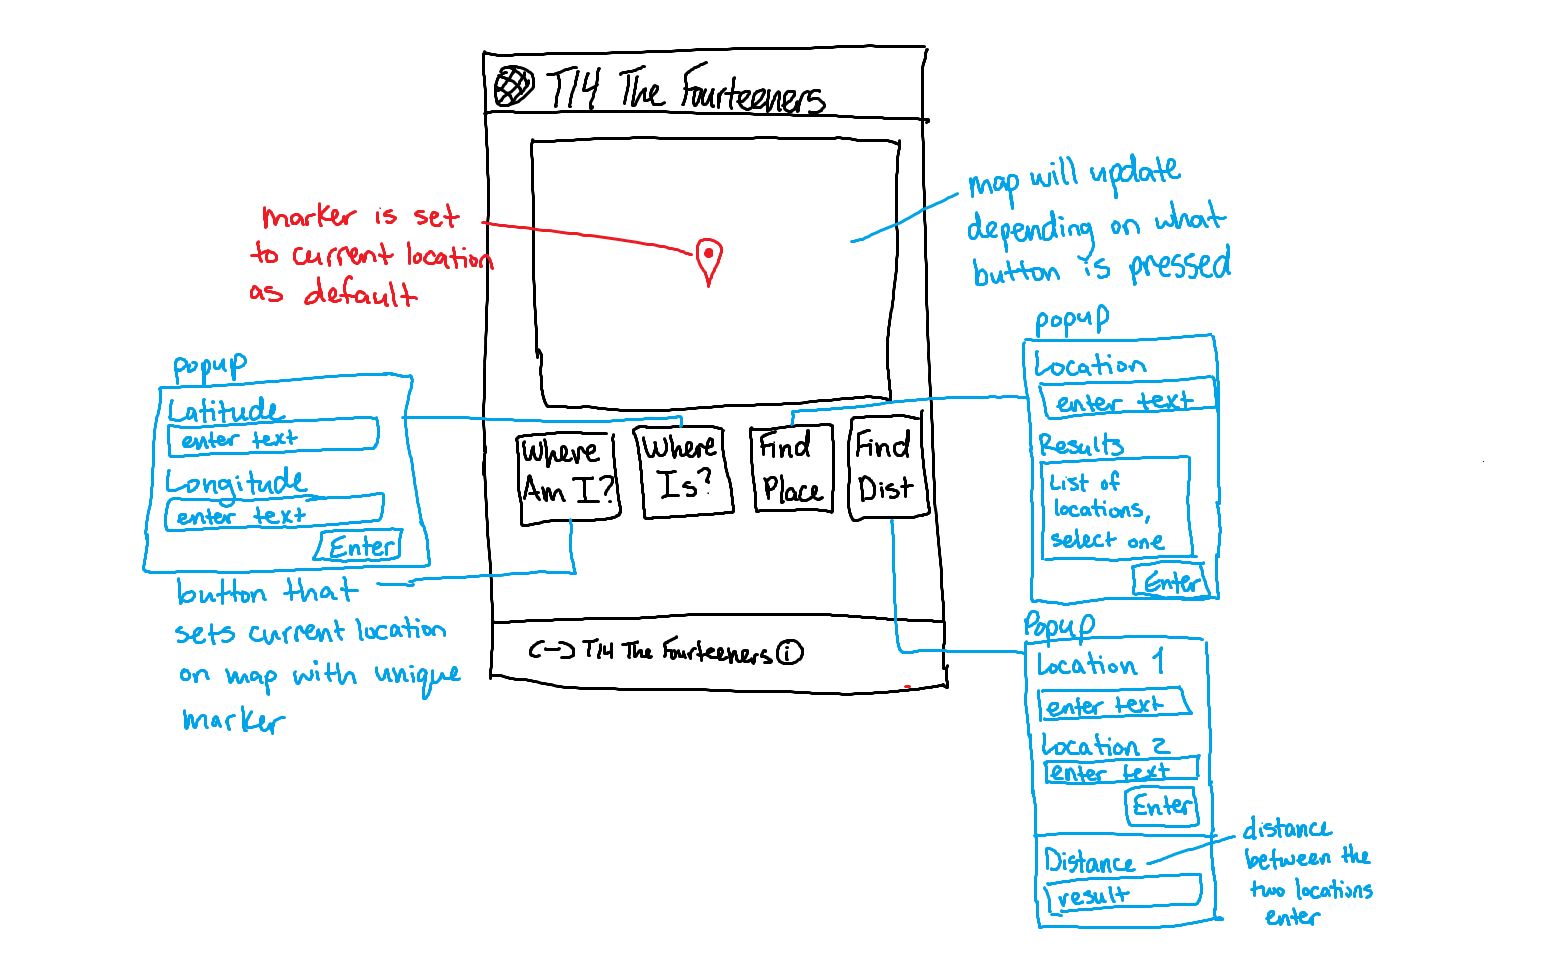 T14 The Fourteeners
marker is set
to current location
as default
map will update
depending on what
button is pressed
popup
Latitude
enter text
Longitude
enter text
Enter
Where
Am I?
Where
Is?
Find
Place
Find
Dist
popup
Location
enter text
Results
List of
locations,
select one
Enter
button that
sets current location
on map with unique
marker
T14 The Fourteeners i
Popup
Location 1
enter text
Location 2
enter text
Enter
Distance
result
distance
between the
two locations
enter